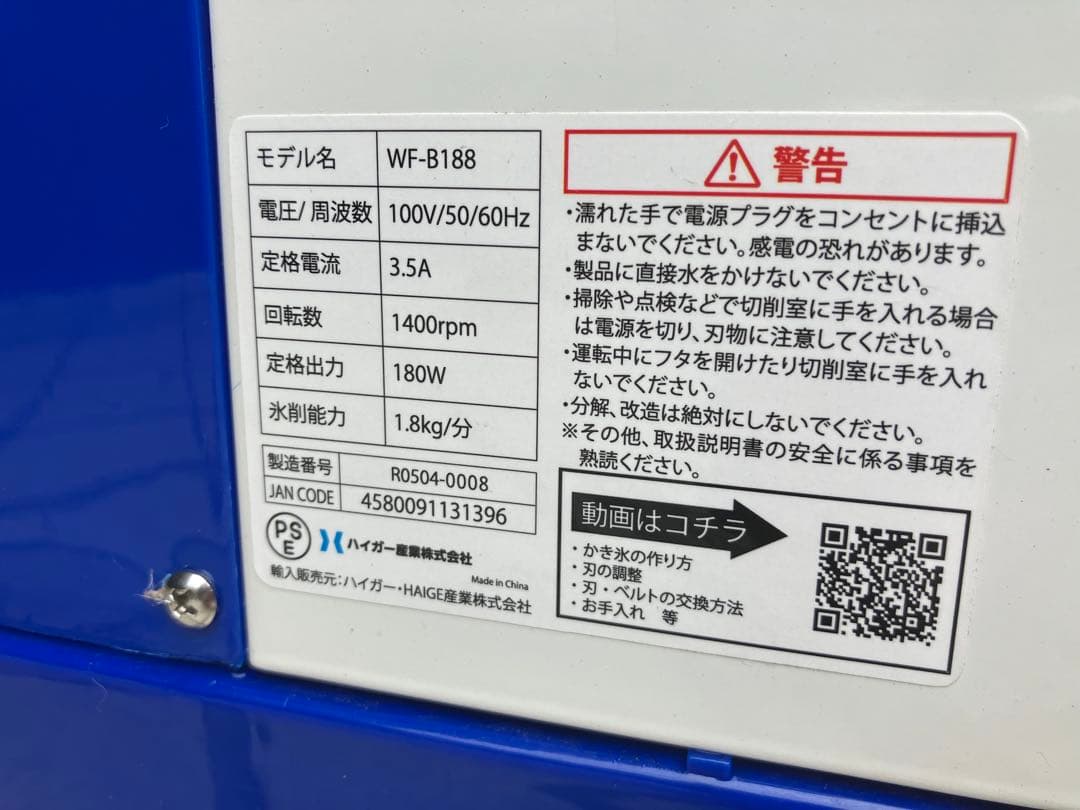 モデル名 WF-B188
電圧/周波数 100V/50/60Hz
定格電流 3.5A
回転数 1400rpm
定格出力 180W
氷削能力 1.8kg/分
製造番号 R0504-0008
JAN CODE 4580091131396
PS
E
ハイガー産業株式会社
Made in China
輸入販売元:ハイガー・HAIGE産業株式会社
警告
・濡れた手で電源プラグをコンセントに挿込
まないでください。感電の恐れがあります。
・製品に直接水をかけないでください。
・掃除や点検などで切削室に手を入れる場合
は電源を切り、刃物に注意してください。
・運転中にフタを開けたり切削室に手を入れ
ないでください。
・分解、改造は絶対にしないでください。
※その他、取扱説明書の安全に係る事項を
熟読ください。
動画はコチラ
・かき氷の作り方
・刃の調整
・刃・ベルトの交換方法
・お手入れ 等